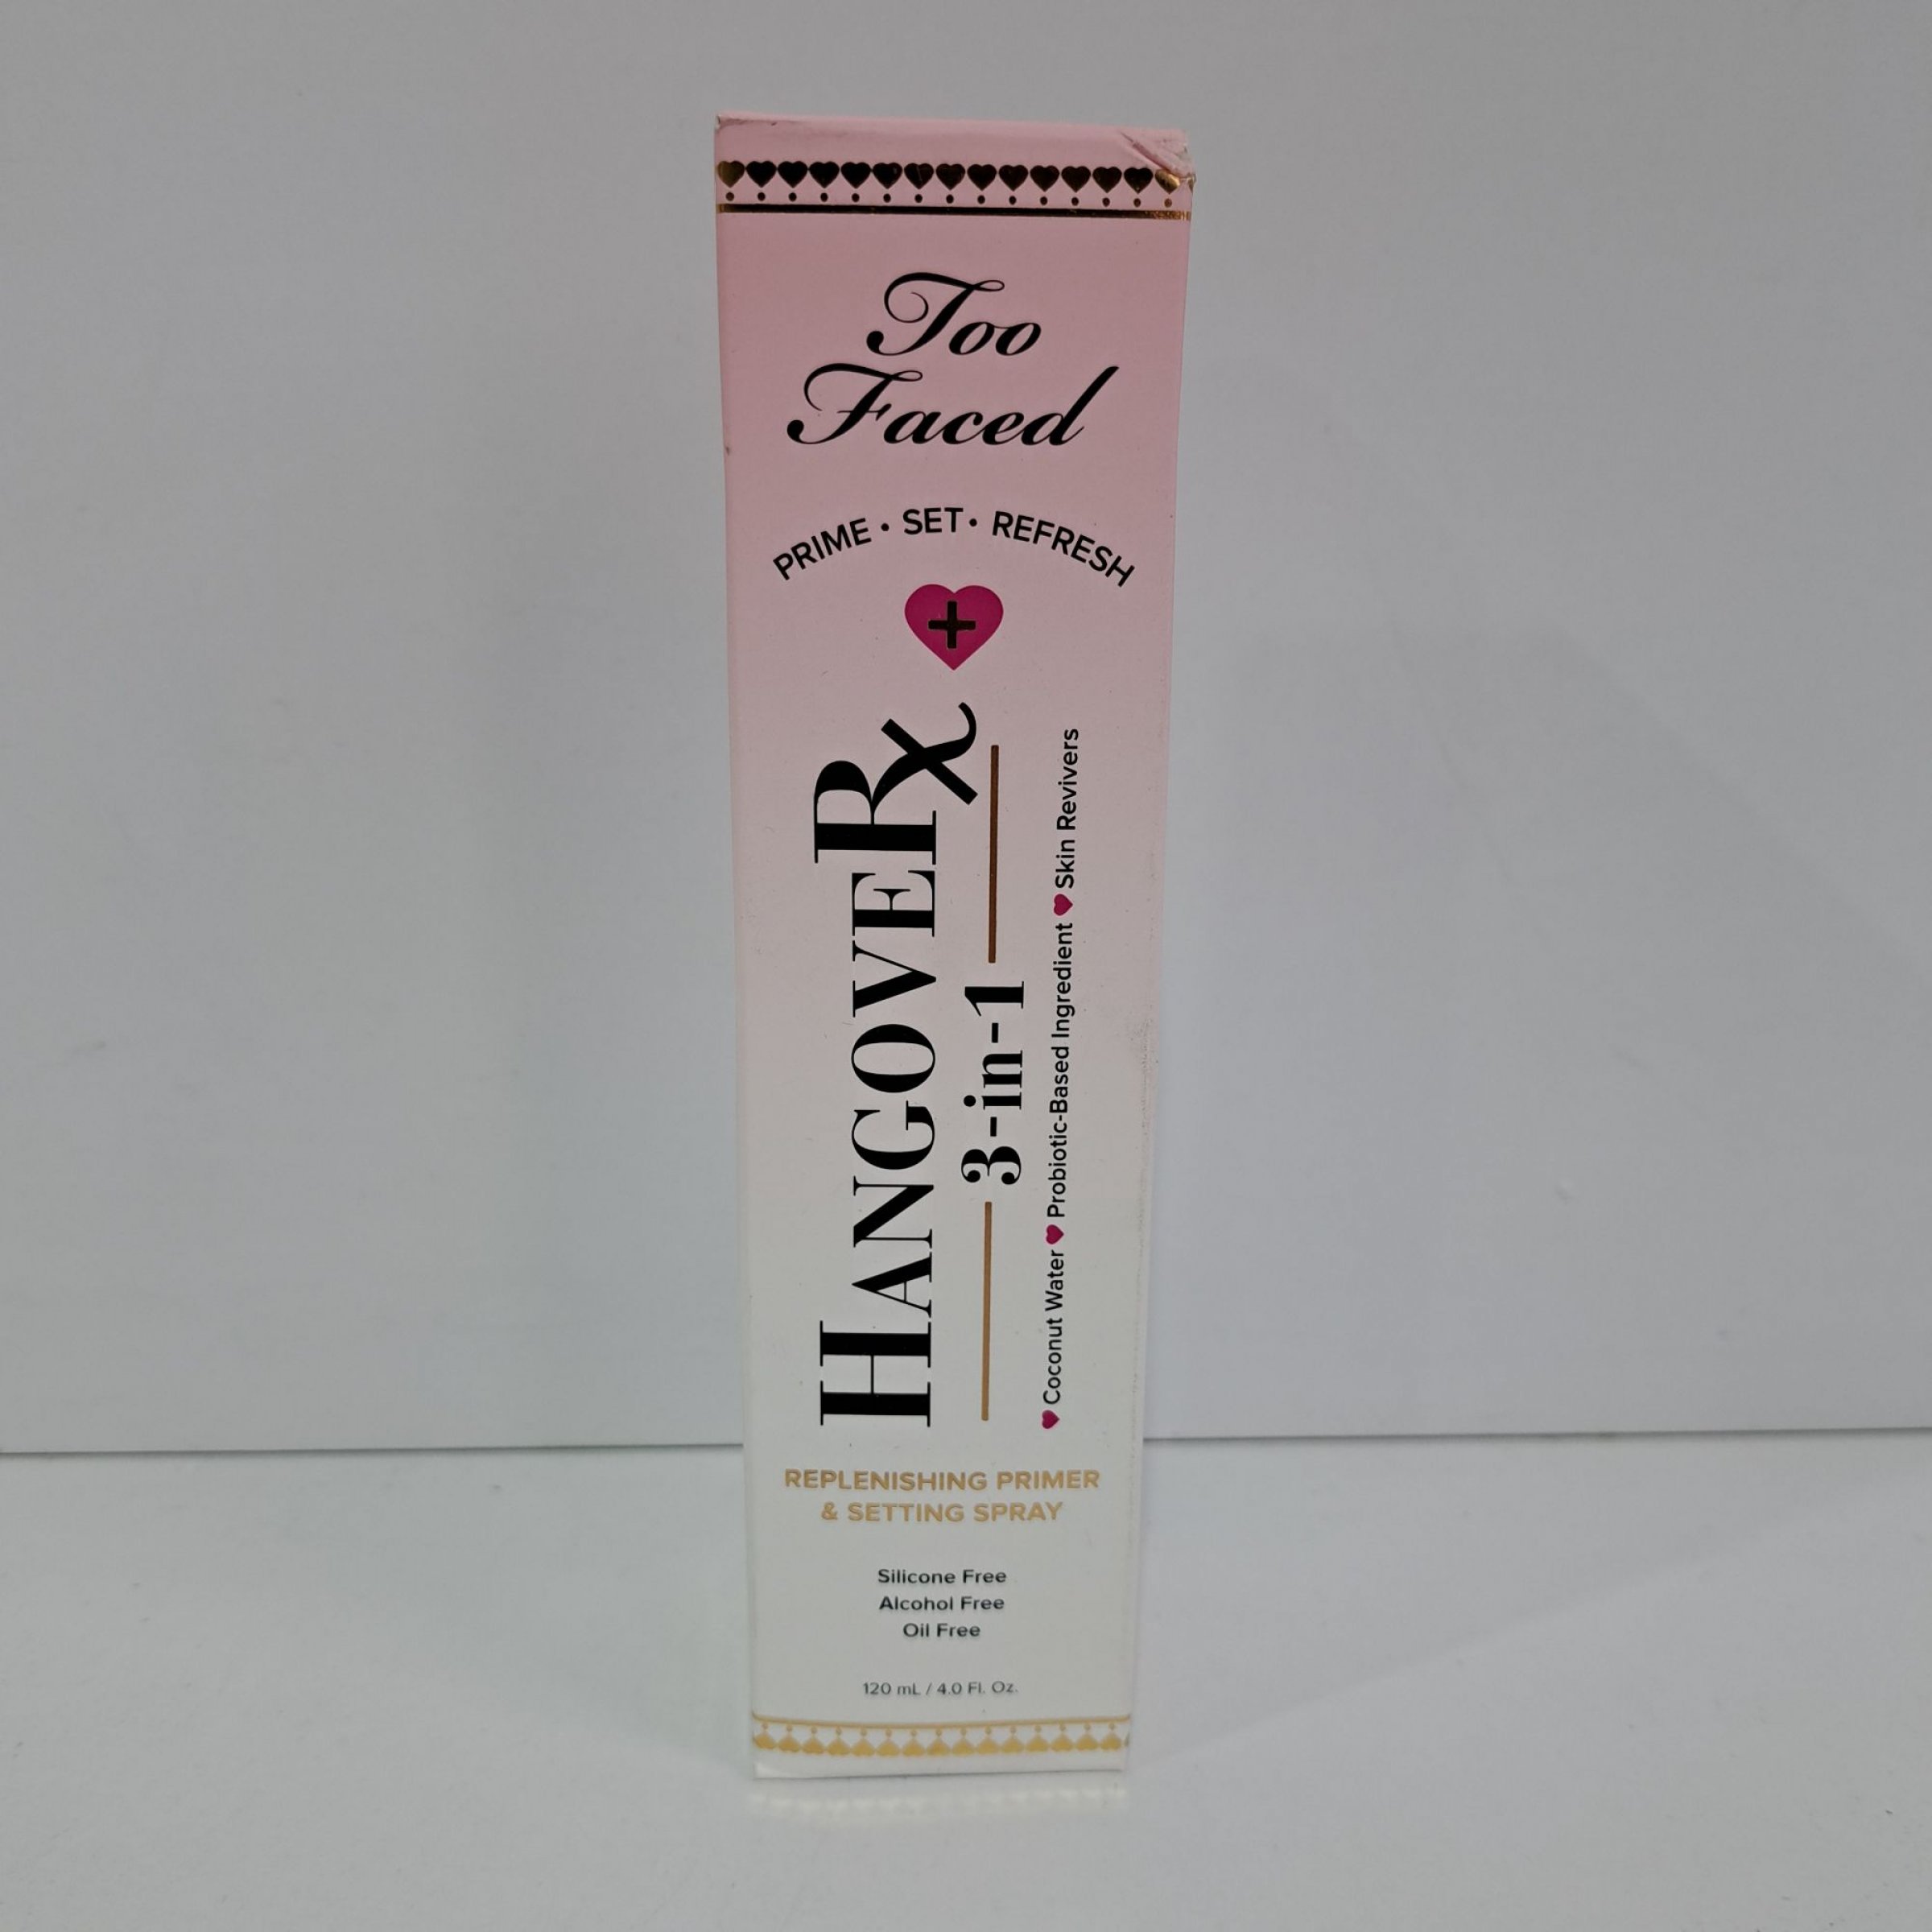 Too
Faced
PRIME • SET • REFRESH
HANGOVERx
3-in-1
Coconut Water ♥ Probiotic-Based Ingredient ♥ Skin Revivers
REPLENISHING PRIMER
& SETTING SPRAY
Silicone Free
Alcohol Free
Oil Free
120 mL / 4.0 Fl. Oz.